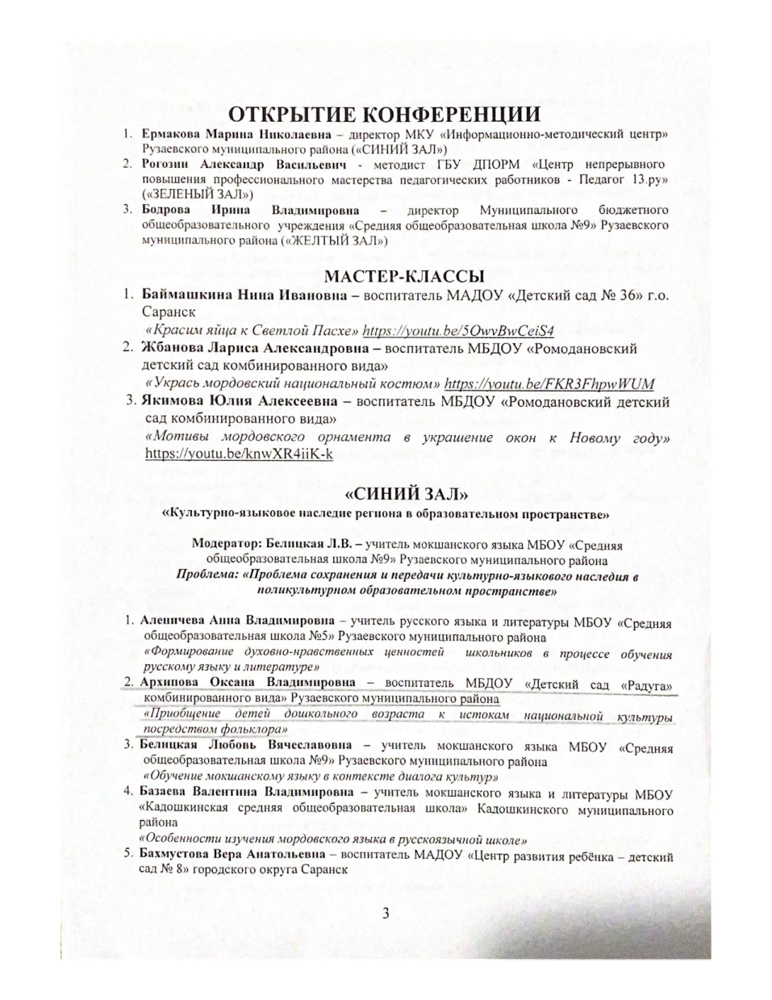 ОТКРЫТИЕ КОНФЕРЕНЦИИ
1. Ермакова Марина Николаевна – директор МКУ «Информационно-методический центр»
Рузаевского муниципального района («СИНИЙ ЗАЛ»)
2. Рогозин Александр Васильевич - методист ГБУ ДПОРМ «Центр непрерывного
повышения профессионального мастерства педагогических работников - Педагог 13.ру»
(«ЗЕЛЕНЫЙ ЗАЛ»)
3. Бодрова Ирина Владимировна – директор Муниципального бюджетного
общеобразовательного учреждения «Средняя общеобразовательная школа №9» Рузаевского
муниципального района («ЖЕЛТЫЙ ЗАЛ»)
МАСТЕР-КЛАССЫ
1. Баймашкина Нина Ивановна – воспитатель МАДОУ «Детский сад № 36» г.о.
Саранск
«Красим яйца к Светлой Пасхе» https://youtu.be/5OwvBwCeiS4
2. Жбанова Лариса Александровна – воспитатель МБДОУ «Ромодановский
детский сад комбинированного вида»
«Укрась мордовский национальный костюм» https://youtu.be/FKR3FhpwWUM
3. Якимова Юлия Алексеевна – воспитатель МБДОУ «Ромодановский детский
сад комбинированного вида»
«Мотивы мордовского орнамента в украшение окон к Новому году»
https://youtu.be/knwXR4iiK-k
«СИНИЙ ЗАЛ»
«Культурно-языковое наследие региона в образовательном пространстве»
Модератор: Белицкая Л.В. – учитель мокшанского языка МБОУ «Средняя
общеобразовательная школа №9» Рузаевского муниципального района
Проблема: «Проблема сохранения и передачи культурно-языкового наследия в
поликультурном образовательном пространстве»
1. Аленичева Анна Владимировна – учитель русского языка и литературы МБОУ «Средняя
общеобразовательная школа №5» Рузаевского муниципального района
«Формирование духовно-нравственных ценностей школьников в процессе обучения
русскому языку и литературе»
2. Архипова Оксана Владимировна – воспитатель МБДОУ «Детский сад «Радуга»
комбинированного вида» Рузаевского муниципального района
«Приобщение детей дошкольного возраста к истокам национальной культуры
посредством фольклора»
3. Белицкая Любовь Вячеславовна – учитель мокшанского языка МБОУ «Средняя
общеобразовательная школа №9» Рузаевского муниципального района
«Обучение мокшанскому языку в контексте диалога культур»
4. Базаева Валентина Владимировна – учитель мокшанского языка и литературы МБОУ
«Кадошкинская средняя общеобразовательная школа» Кадошкинского муниципального
района
«Особенности изучения мордовского языка в русскоязычной школе»
5. Бахмустова Вера Анатольевна – воспитатель МАДОУ «Центр развития ребёнка – детский
сад № 8» городского округа Саранск
3